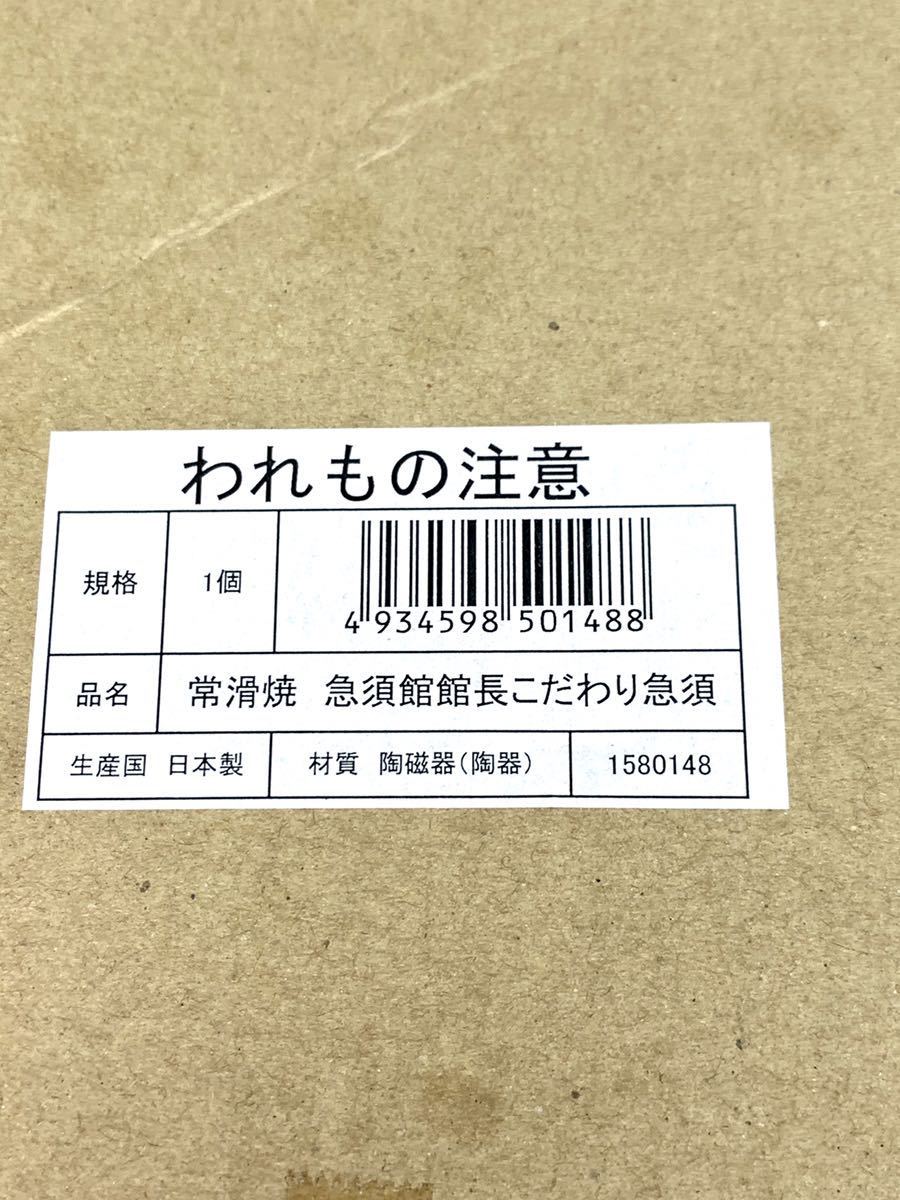 われもの注意
規格 1個
4 934598 501488
品名 常滑焼 急須館館長こだわり急須
生産国 日本製 材質 陶磁器(陶器) 1580148